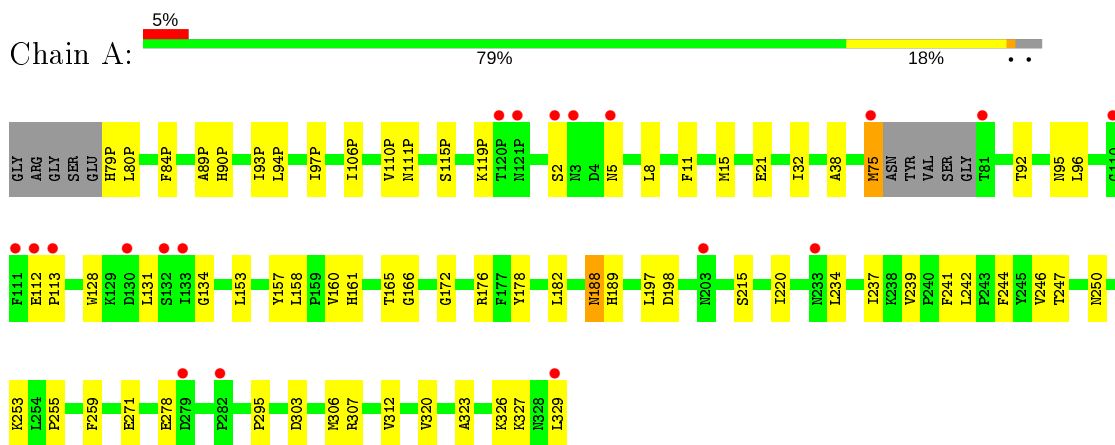 5%
Chain A:
79% 18% • •
GLY ARG GLY SER GLU H79P L80P F84P A89P H90P I93P L94P I97P I106P V110P N111P S115P K119P T120P N121P S2 N3 D4 N5 L8 F11 M15 E21 I32 A38 M75 ASN TYR VAL SER GLY T81 T92 N95 L96 G110
F111 E112 P113 W128 K129 D130 L131 S132 I133 G134 L153 Y157 L158 P159 V160 H161 T165 G166 G172 R176 F177 Y178 L182 N188 H189 L197 D198 N203 S215 I220 N233 L234 I237 K238 V239 P240 F241 L242 P243 F244 Y245 V246 T247 N250
K253 L254 P255 F259 E271 E278 D279 P282 P295 D303 M306 R307 V312 V320 A323 K326 K327 N328 L329